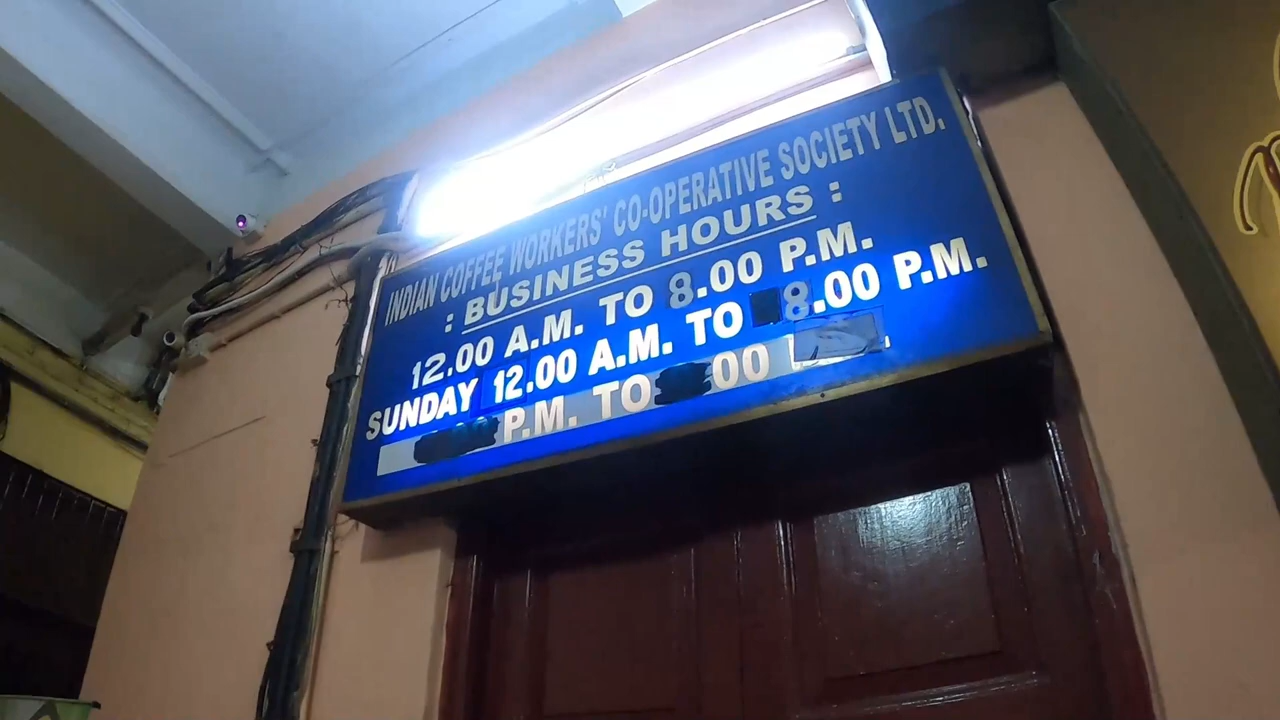 INDIAN COFFEE WORKERS' CO-OPERATIVE SOCIETY LTD.
: BUSINESS HOURS :
12.00 A.M. TO 8.00 P.M.
SUNDAY 12.00 A.M. TO 8.00 P.M.
P.M. TO 00